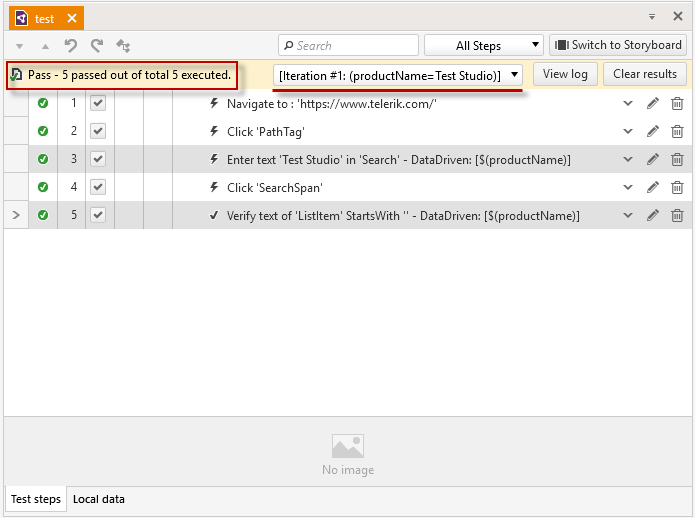 test
Search
All Steps
Switch to Storyboard
Pass - 5 passed out of total 5 executed.
[Iteration #1: (productName=Test Studio)]
View log
Clear results
1 Navigate to : 'https://www.telerik.com/'
2 Click 'PathTag'
3 Enter text 'Test Studio' in 'Search' - DataDriven: [$(productName)]
4 Click 'SearchSpan'
5 Verify text of 'ListItem' StartsWith '' - DataDriven: [$(productName)]
No image
Test steps
Local data